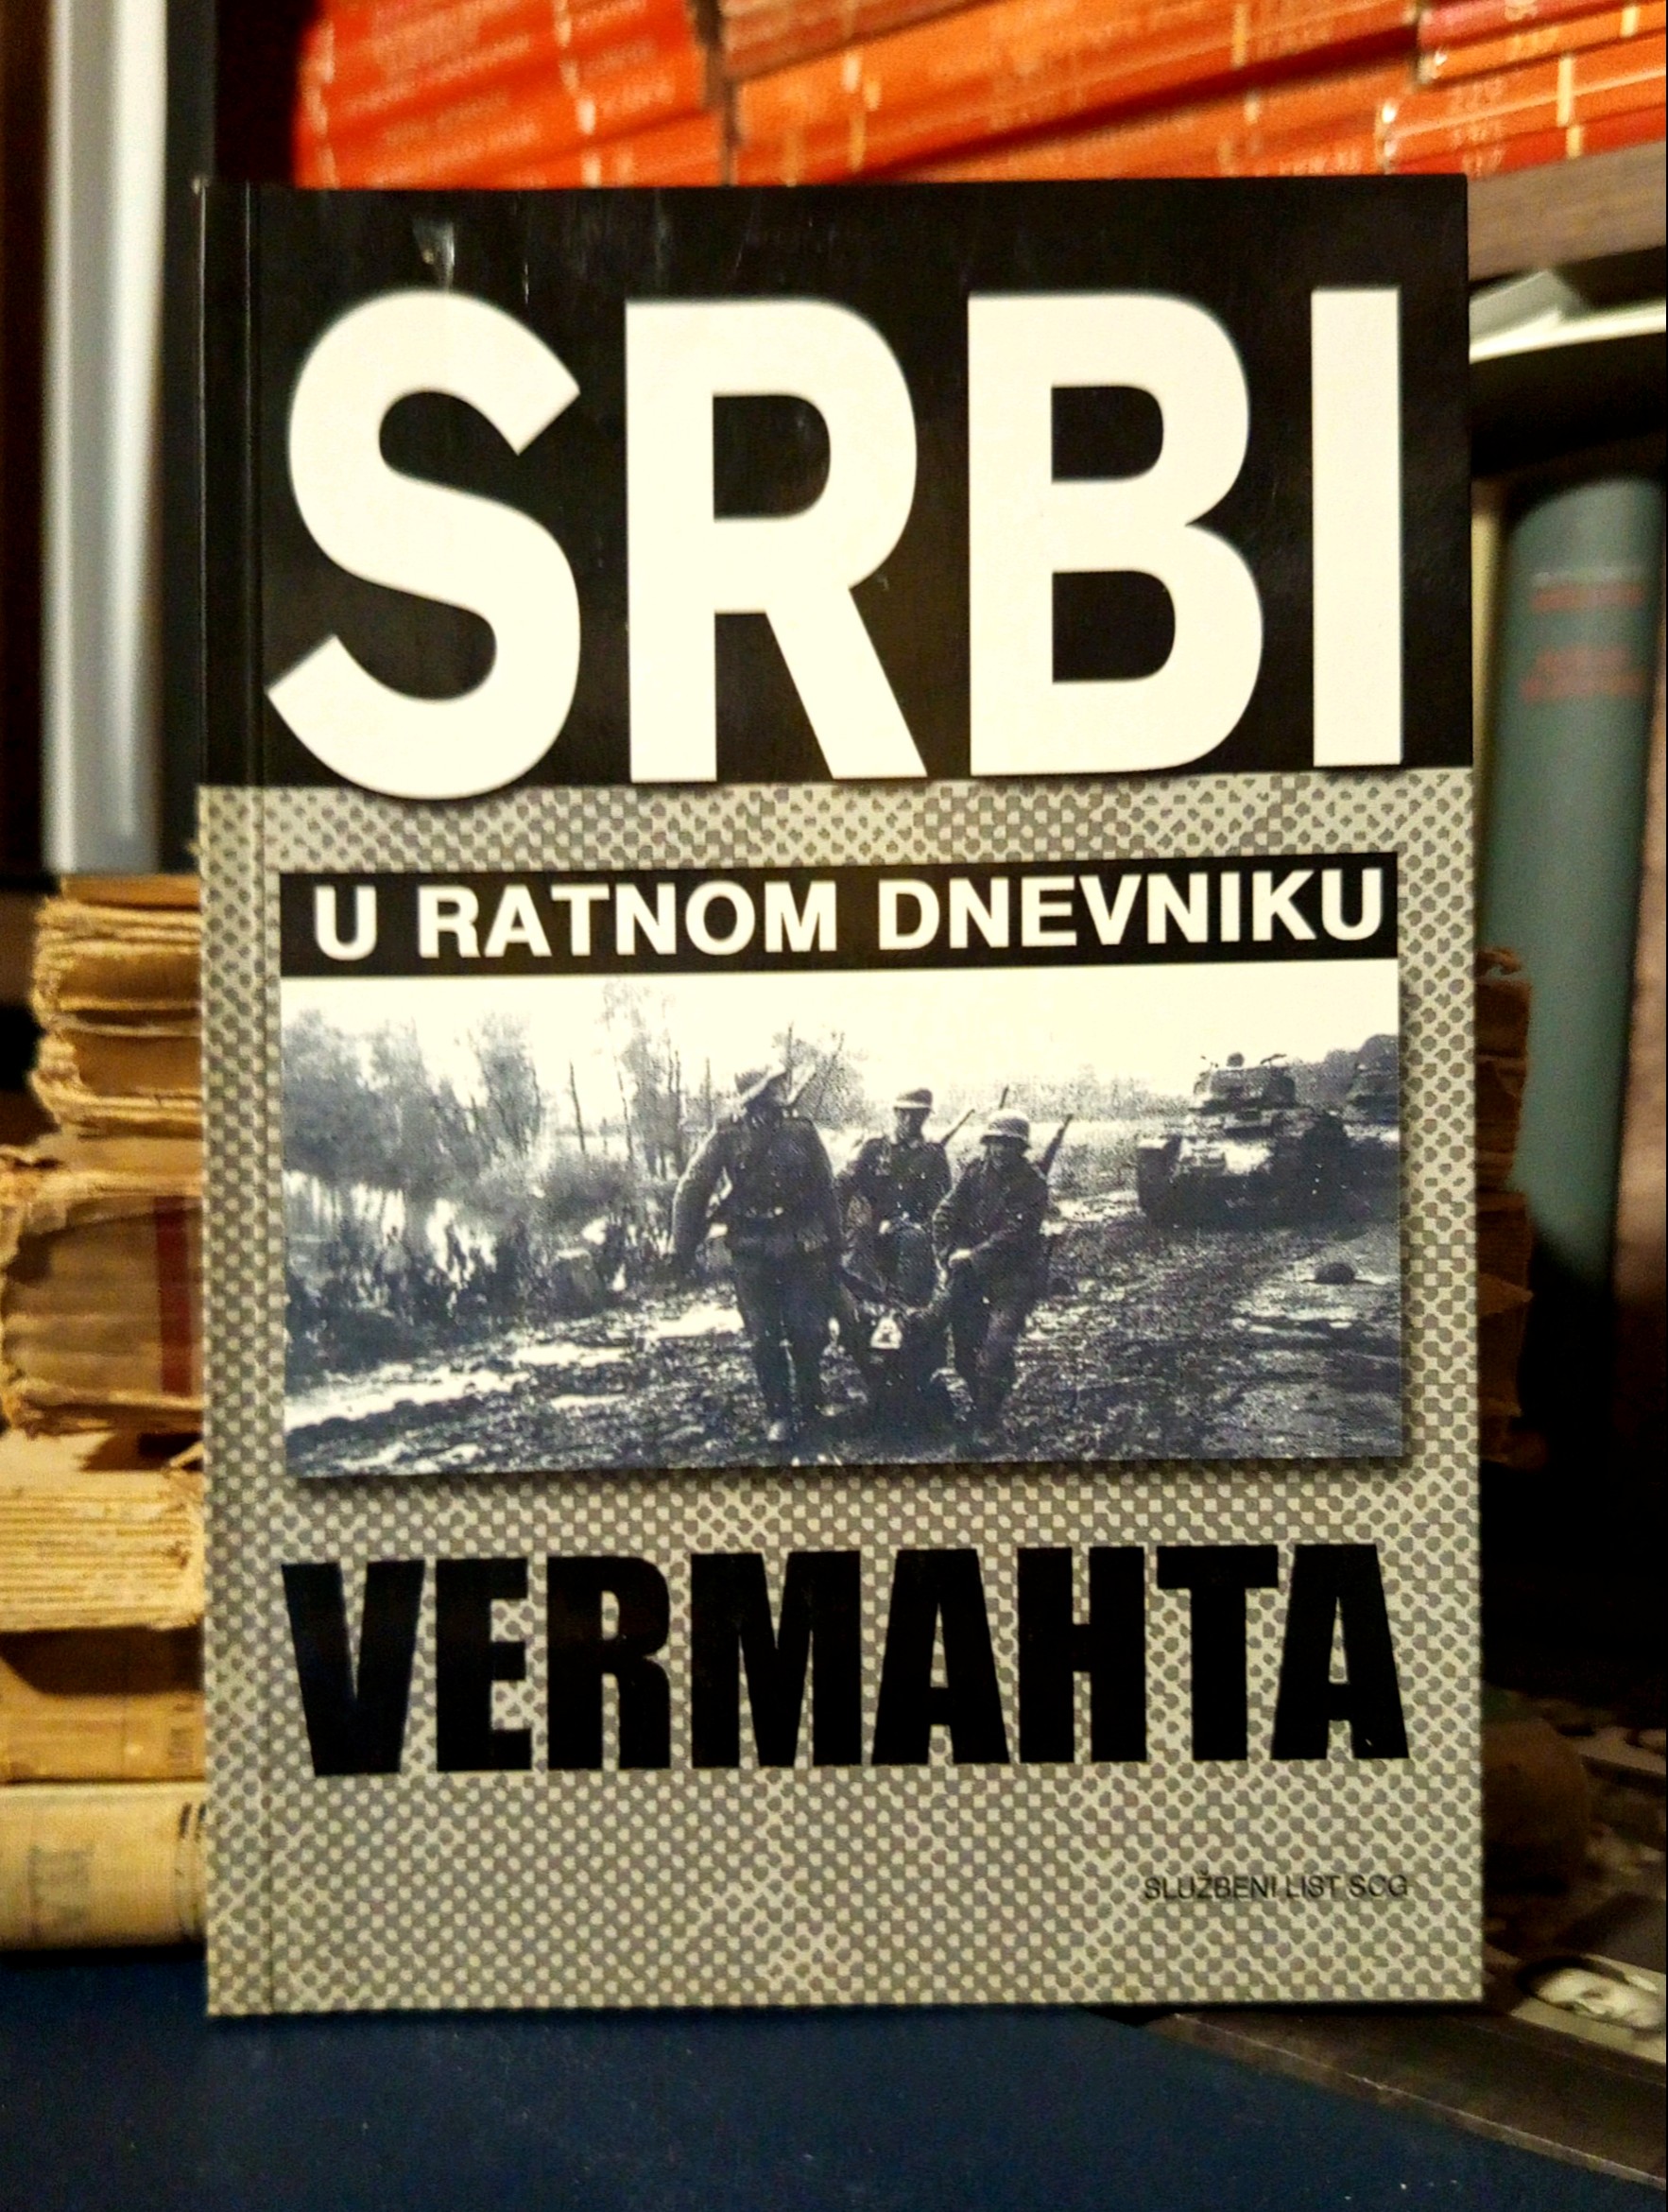 SRBI
U RATNOM DNEVNIKU
VERMAHTA
SLUŽBENI LIST SCG